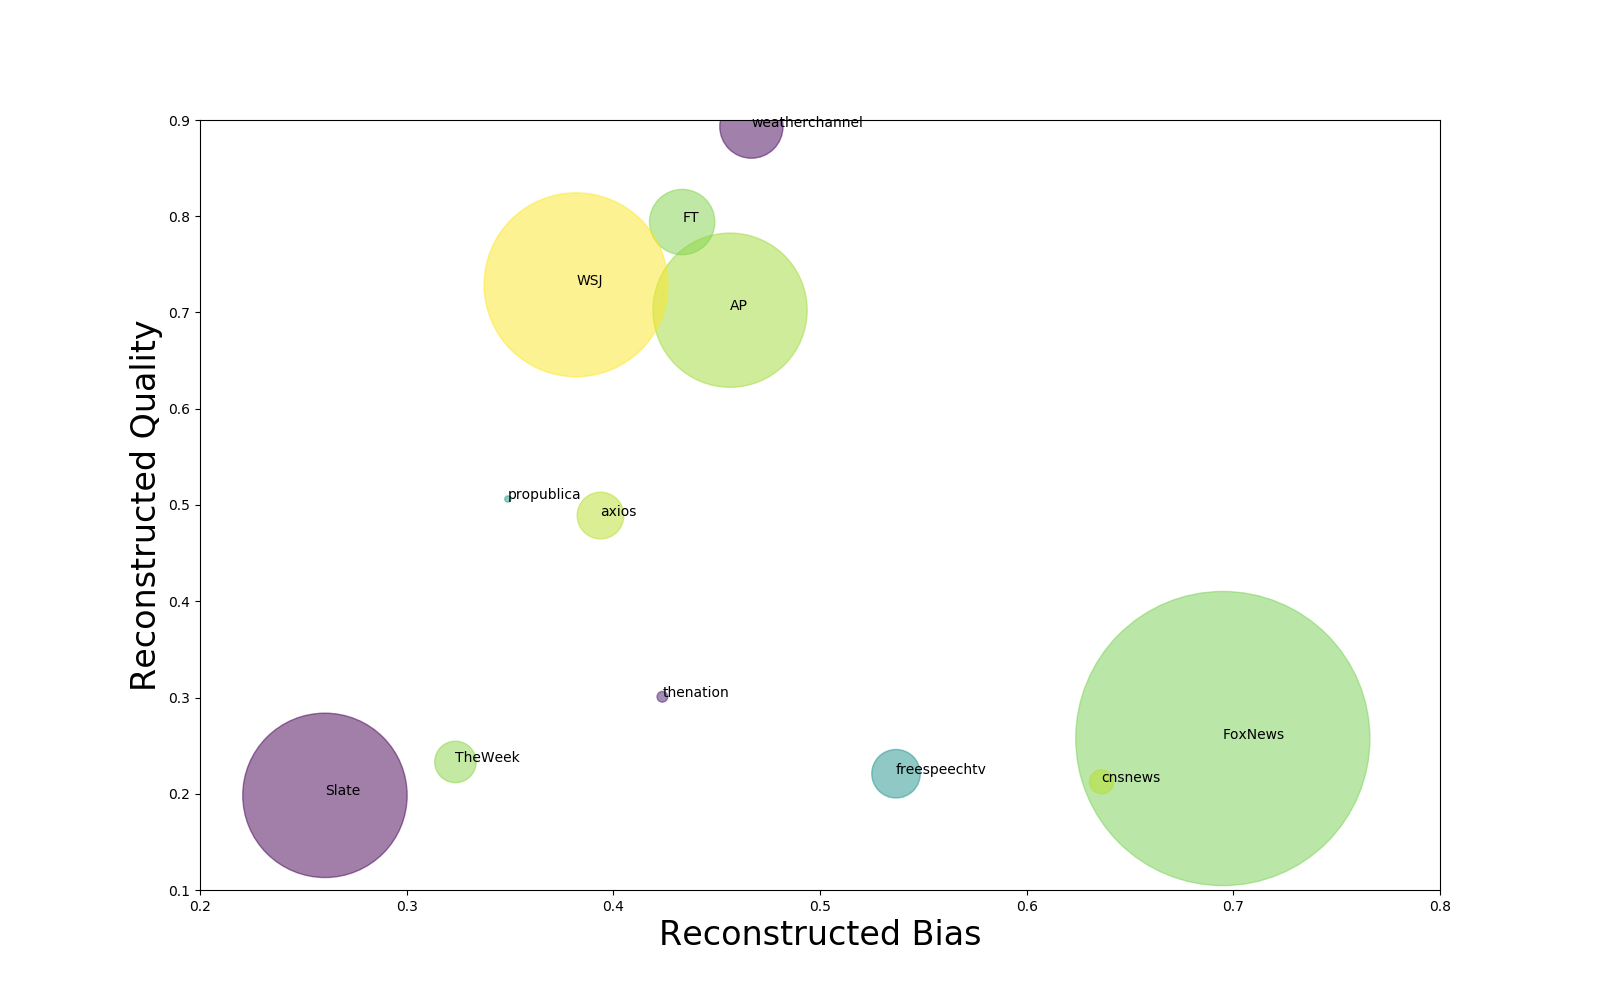 0.9
0.8
0.7
0.6
0.5
0.4
0.3
0.2
0.1
Reconstructed Quality
weatherchannel
FT
WSJ
AP
propublica
axios
thenation
FoxNews
TheWeek
freespeechtv
cnsnews
Slate
0.2 0.3 0.4 0.5 0.6 0.7 0.8
Reconstructed Bias